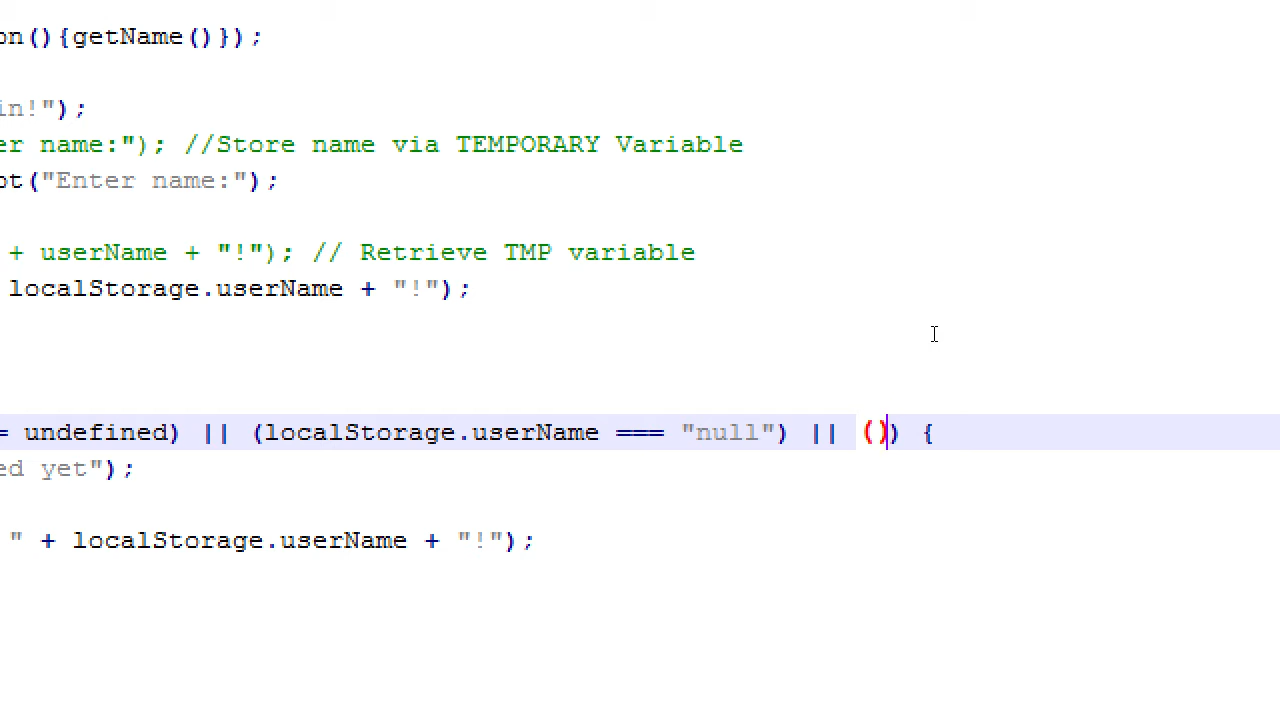 on(){getName()});
in!");
er name:"); //Store name via TEMPORARY Variable
pt("Enter name:");
+ userName + "!"); // Retrieve TMP variable
localStorage.userName + "!");
= undefined) || (localStorage.userName === "null") || ()) {
ed yet");
" + localStorage.userName + "!");